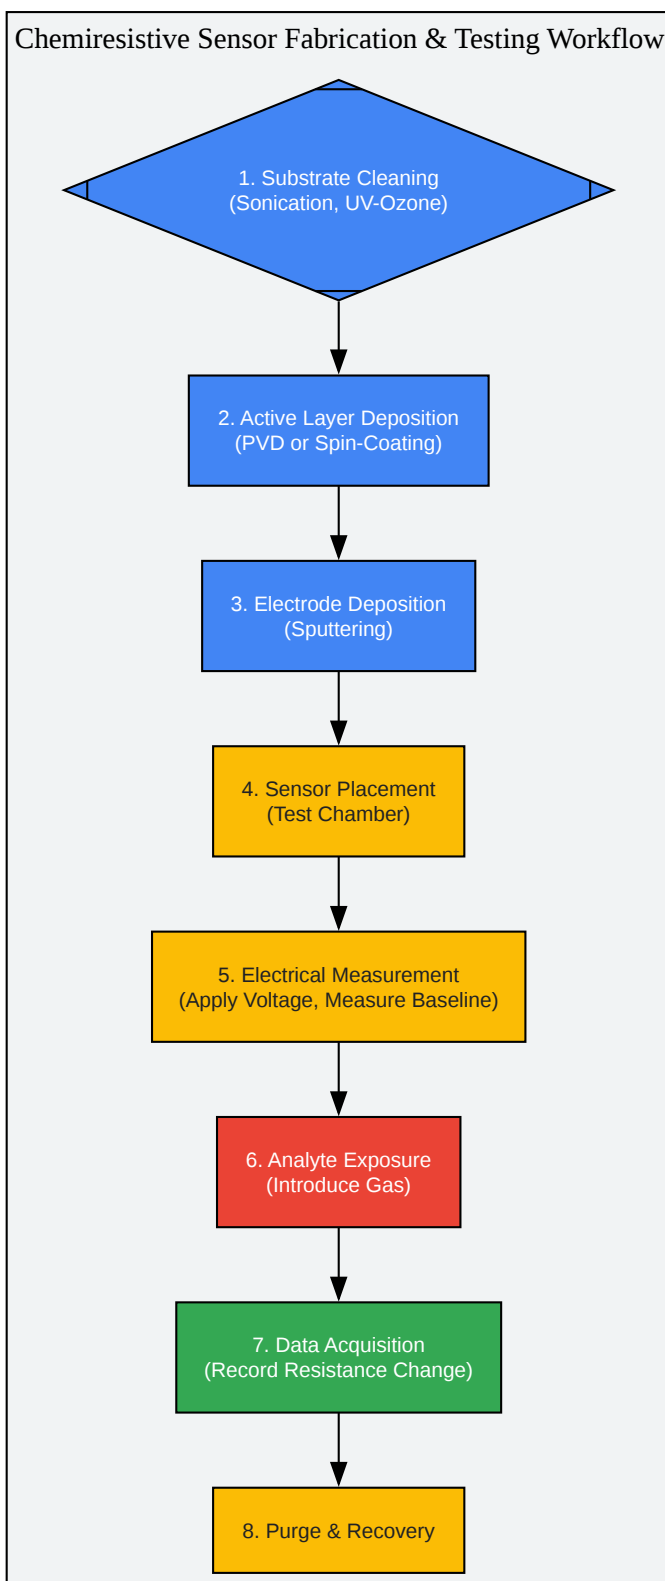 Chemiresistive Sensor Fabrication & Testing Workflow
1. Substrate Cleaning
(Sonication, UV-Ozone)
2. Active Layer Deposition
(PVD or Spin-Coating)
3. Electrode Deposition
(Sputtering)
4. Sensor Placement
(Test Chamber)
5. Electrical Measurement
(Apply Voltage, Measure Baseline)
6. Analyte Exposure
(Introduce Gas)
7. Data Acquisition
(Record Resistance Change)
8. Purge & Recovery